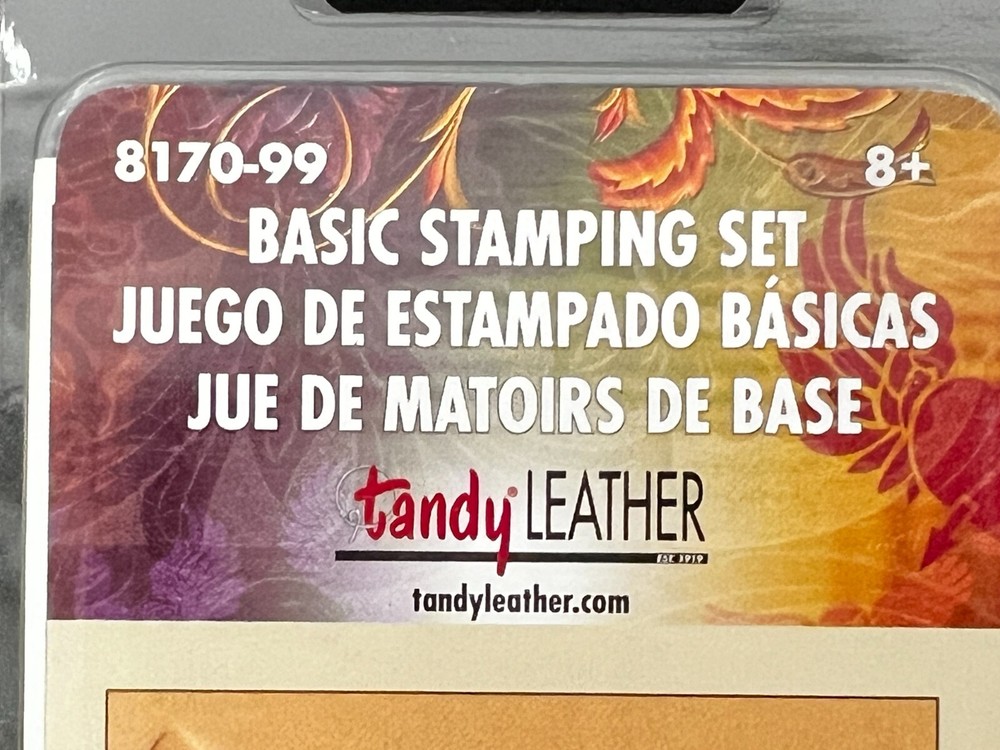 8170-99 8+
BASIC STAMPING SET
JUEGO DE ESTAMPADO BÁSICAS
JUE DE MATOIRS DE BASE
tandy® LEATHER
Est. 1919
tandyleather.com